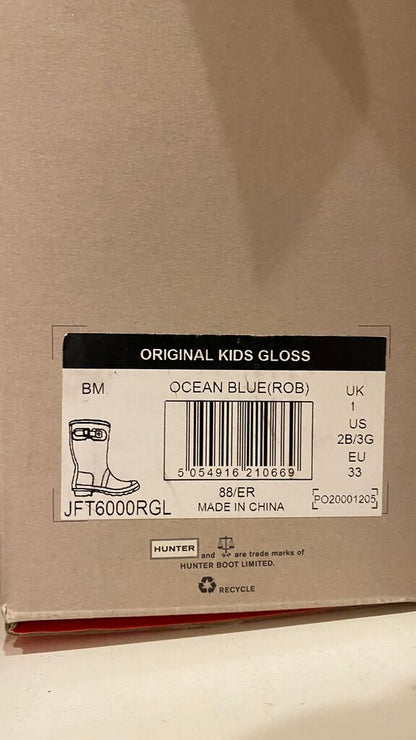 ORIGINAL KIDS GLOSS
BM
OCEAN BLUE(ROB)
UK
1
US
2B/3G
EU
33
5 054916 210669
88/ER
MADE IN CHINA
JFT6000RGL
PO20001205
HUNTER and are trade marks of
HUNTER BOOT LIMITED.
RECYCLE